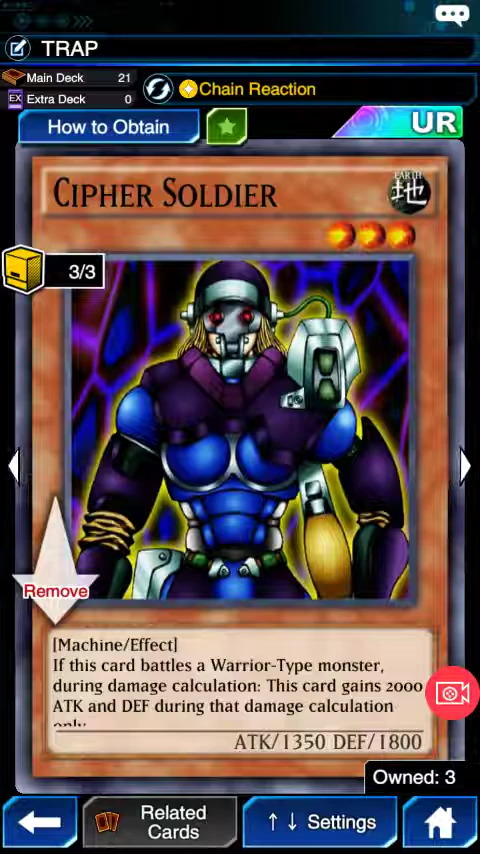 TRAP
Main Deck 21
EX Extra Deck 0
Chain Reaction
How to Obtain
UR
CIPHER SOLDIER
EARTH
地
3/3
Remove
[Machine/Effect]
If this card battles a Warrior-Type monster,
during damage calculation: This card gains 2000
ATK and DEF during that damage calculation
only.
ATK/1350 DEF/1800
Owned: 3
Related
Cards
↑↓ Settings